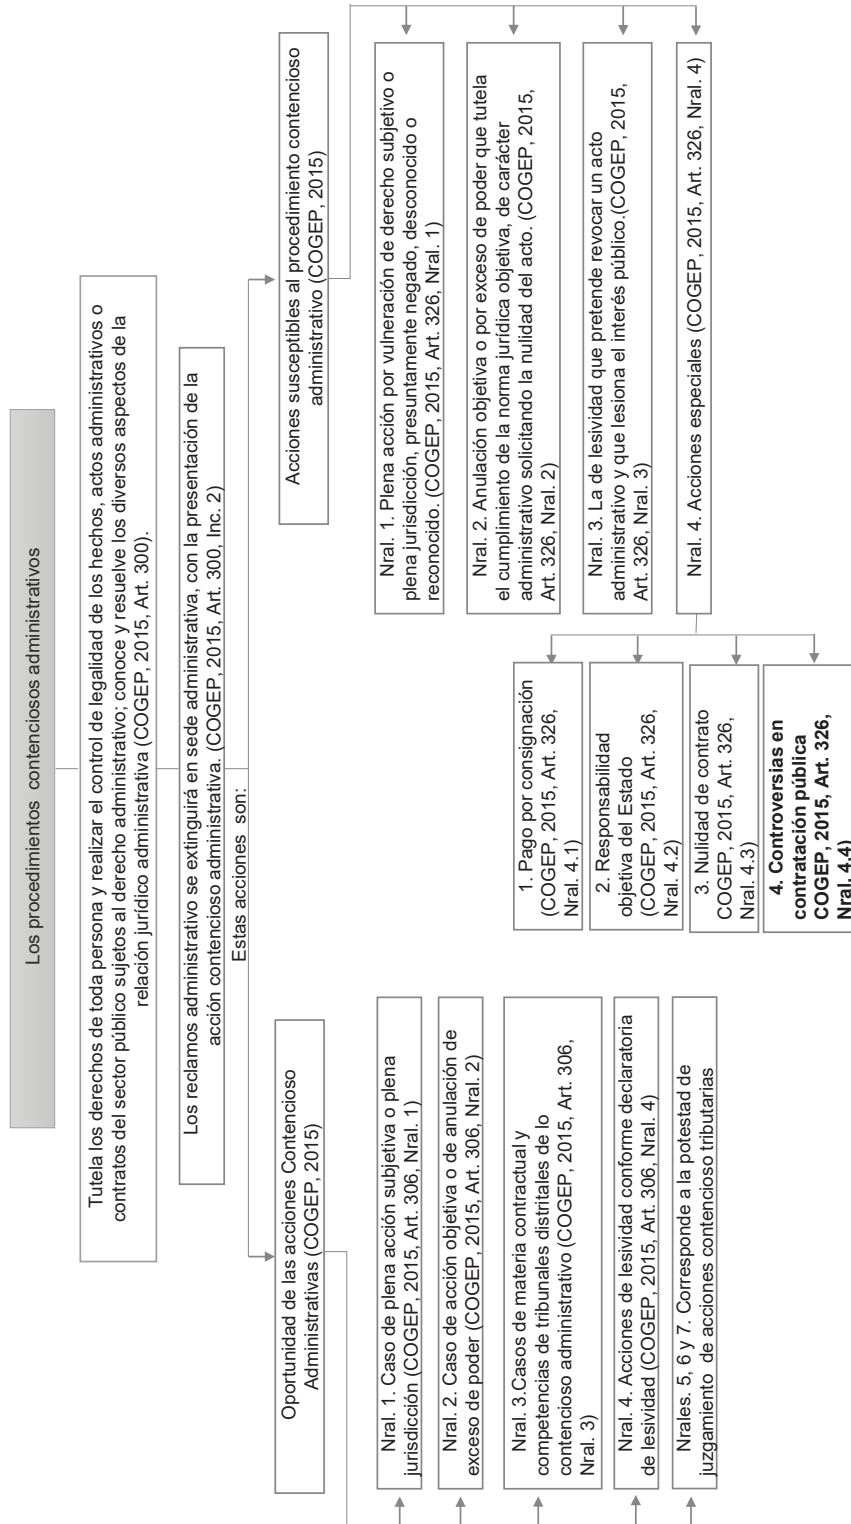 Los procedimientos contenciosos administrativos
Tutela los derechos de toda persona y realizar el control de legalidad de los hechos, actos administrativos o
contratos del sector público sujetos al derecho administrativo; conoce y resuelve los diversos aspectos de la
relación jurídico administrativa (COGEP, 2015, Art. 300).
Los reclamos administrativo se extinguirá en sede administrativa, con la presentación de la
acción contencioso administrativa. (COGEP, 2015, Art. 300, Inc. 2)
Estas acciones son:
Oportunidad de las acciones Contencioso
Administrativas (COGEP, 2015)
Nral. 1. Caso de plena acción subjetiva o plena
jurisdicción (COGEP, 2015, Art. 306, Nral. 1)
Nral. 2. Caso de acción objetiva o de anulación de
exceso de poder (COGEP, 2015, Art. 306, Nral. 2)
Nral. 3.Casos de materia contractual y
competencias de tribunales distritales de lo
contencioso administrativo (COGEP, 2015, Art. 306,
Nral. 3)
Nral. 4. Acciones de lesividad conforme declaratoria
de lesividad (COGEP, 2015, Art. 306, Nral. 4)
Nrales. 5, 6 y 7. Corresponde a la potestad de
juzgamiento de acciones contencioso tributarias
Acciones susceptibles al procedimiento contencioso
administrativo (COGEP, 2015)
Nral. 1. Plena acción por vulneración de derecho subjetivo o
plena jurisdicción, presuntamente negado, desconocido o
reconocido. (COGEP, 2015, Art. 326, Nral. 1)
Nral. 2. Anulación objetiva o por exceso de poder que tutela
el cumplimiento de la norma jurídica objetiva, de carácter
administrativo solicitando la nulidad del acto. (COGEP, 2015,
Art. 326, Nral. 2)
Nral. 3. La de lesividad que pretende revocar un acto
administrativo y que lesiona el interés público.(COGEP, 2015,
Art. 326, Nral. 3)
Nral. 4. Acciones especiales (COGEP, 2015, Art. 326, Nral. 4)
1. Pago por consignación
(COGEP, 2015, Art. 326,
Nral. 4.1)
2. Responsabilidad
objetiva del Estado
(COGEP, 2015, Art. 326,
Nral. 4.2)
3. Nulidad de contrato
COGEP, 2015, Art. 326,
Nral. 4.3)
4. Controversias en
contratación pública
COGEP, 2015, Art. 326,
Nral. 4.4)